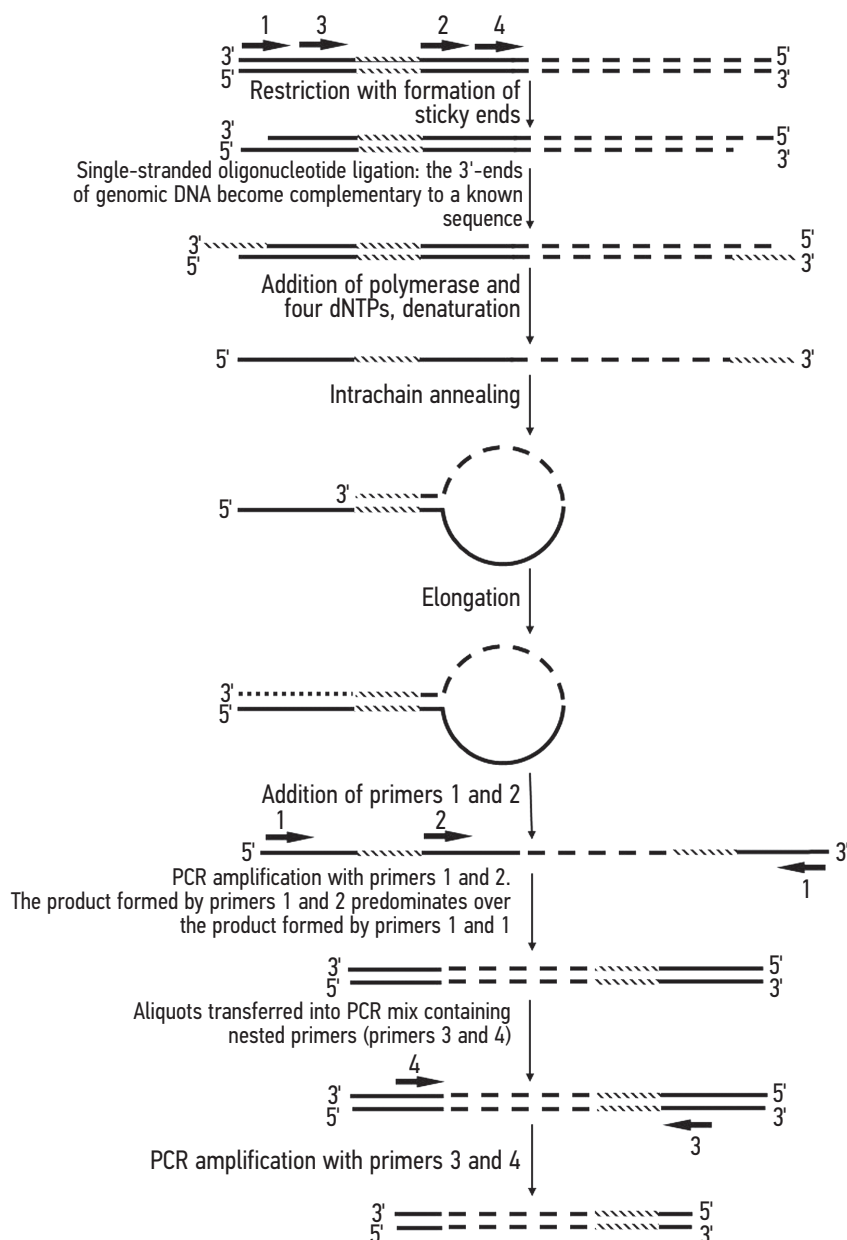 1 3 2 4
3' 5'
5' 3'
Restriction with formation of
sticky ends
3' 5'
5' 3'
Single-stranded oligonucleotide ligation: the 3'-ends
of genomic DNA become complementary to a known
sequence
3' 5'
5' 3'
Addition of polymerase and
four dNTPs, denaturation
5' 3'
Intrachain annealing
3'
5'
Elongation
3'
5'
Addition of primers 1 and 2
1 2
5' 3'
1
PCR amplification with primers 1 and 2.
The product formed by primers 1 and 2 predominates over
the product formed by primers 1 and 1
3' 5'
5' 3'
Aliquots transferred into PCR mix containing
nested primers (primers 3 and 4)
4
3' 5'
5' 3'
3
PCR amplification with primers 3 and 4
3' 5'
5' 3'